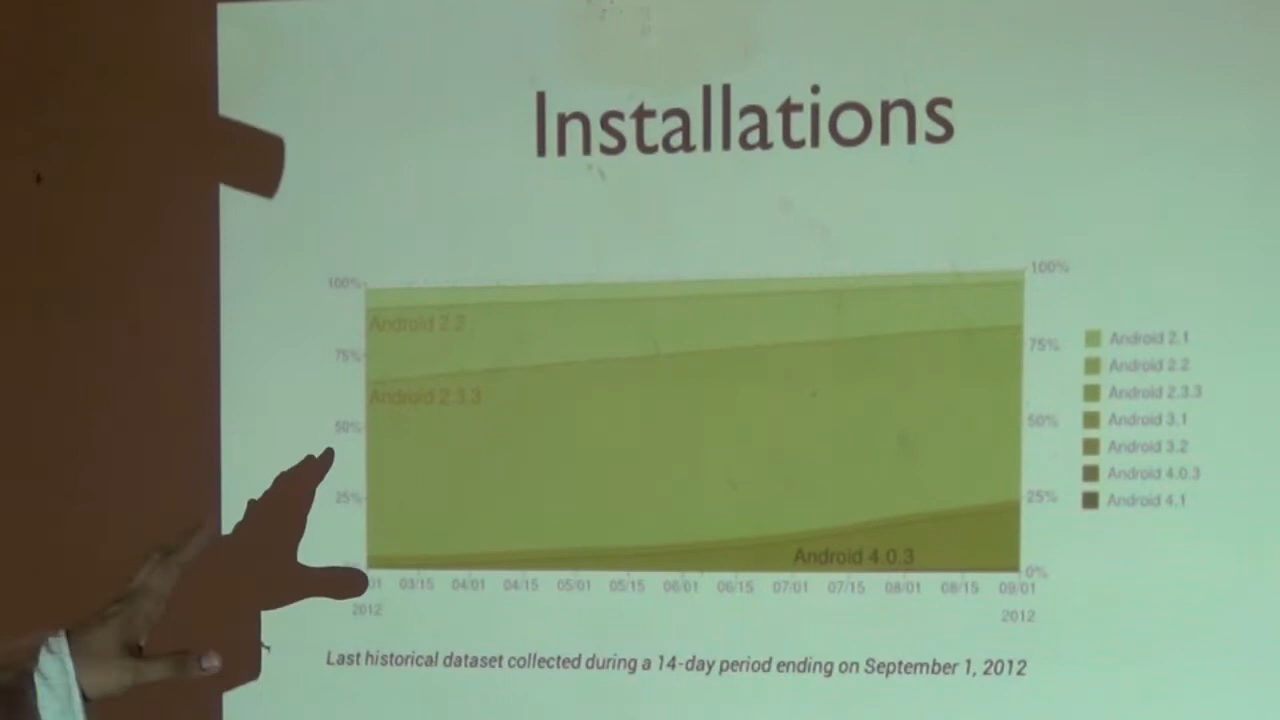 Installations
100%
100%
Android 2.2
75%
75%
Android 2.3.3
50%
50%
25%
25%
Android 4.0.3
0%
03/15 04/01 04/15 05/01 05/15 06/01 06/15 07/01 07/15 08/01 08/15 09/01
2012
2012
Android 2.1
Android 2.2
Android 2.3.3
Android 3.1
Android 3.2
Android 4.0.3
Android 4.1
Last historical dataset collected during a 14-day period ending on September 1, 2012